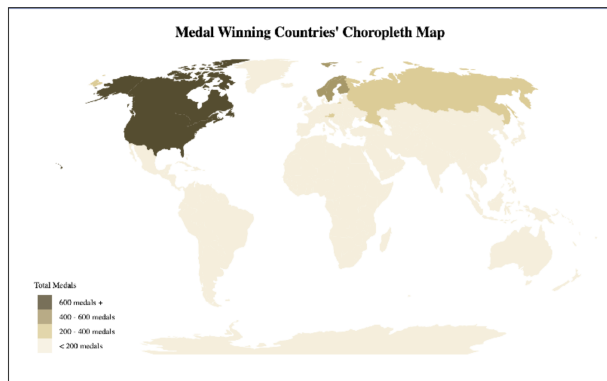 Medal Winning Countries' Choropleth Map
Total Medals
600 medals +
400 - 600 medals
200 - 400 medals
< 200 medals